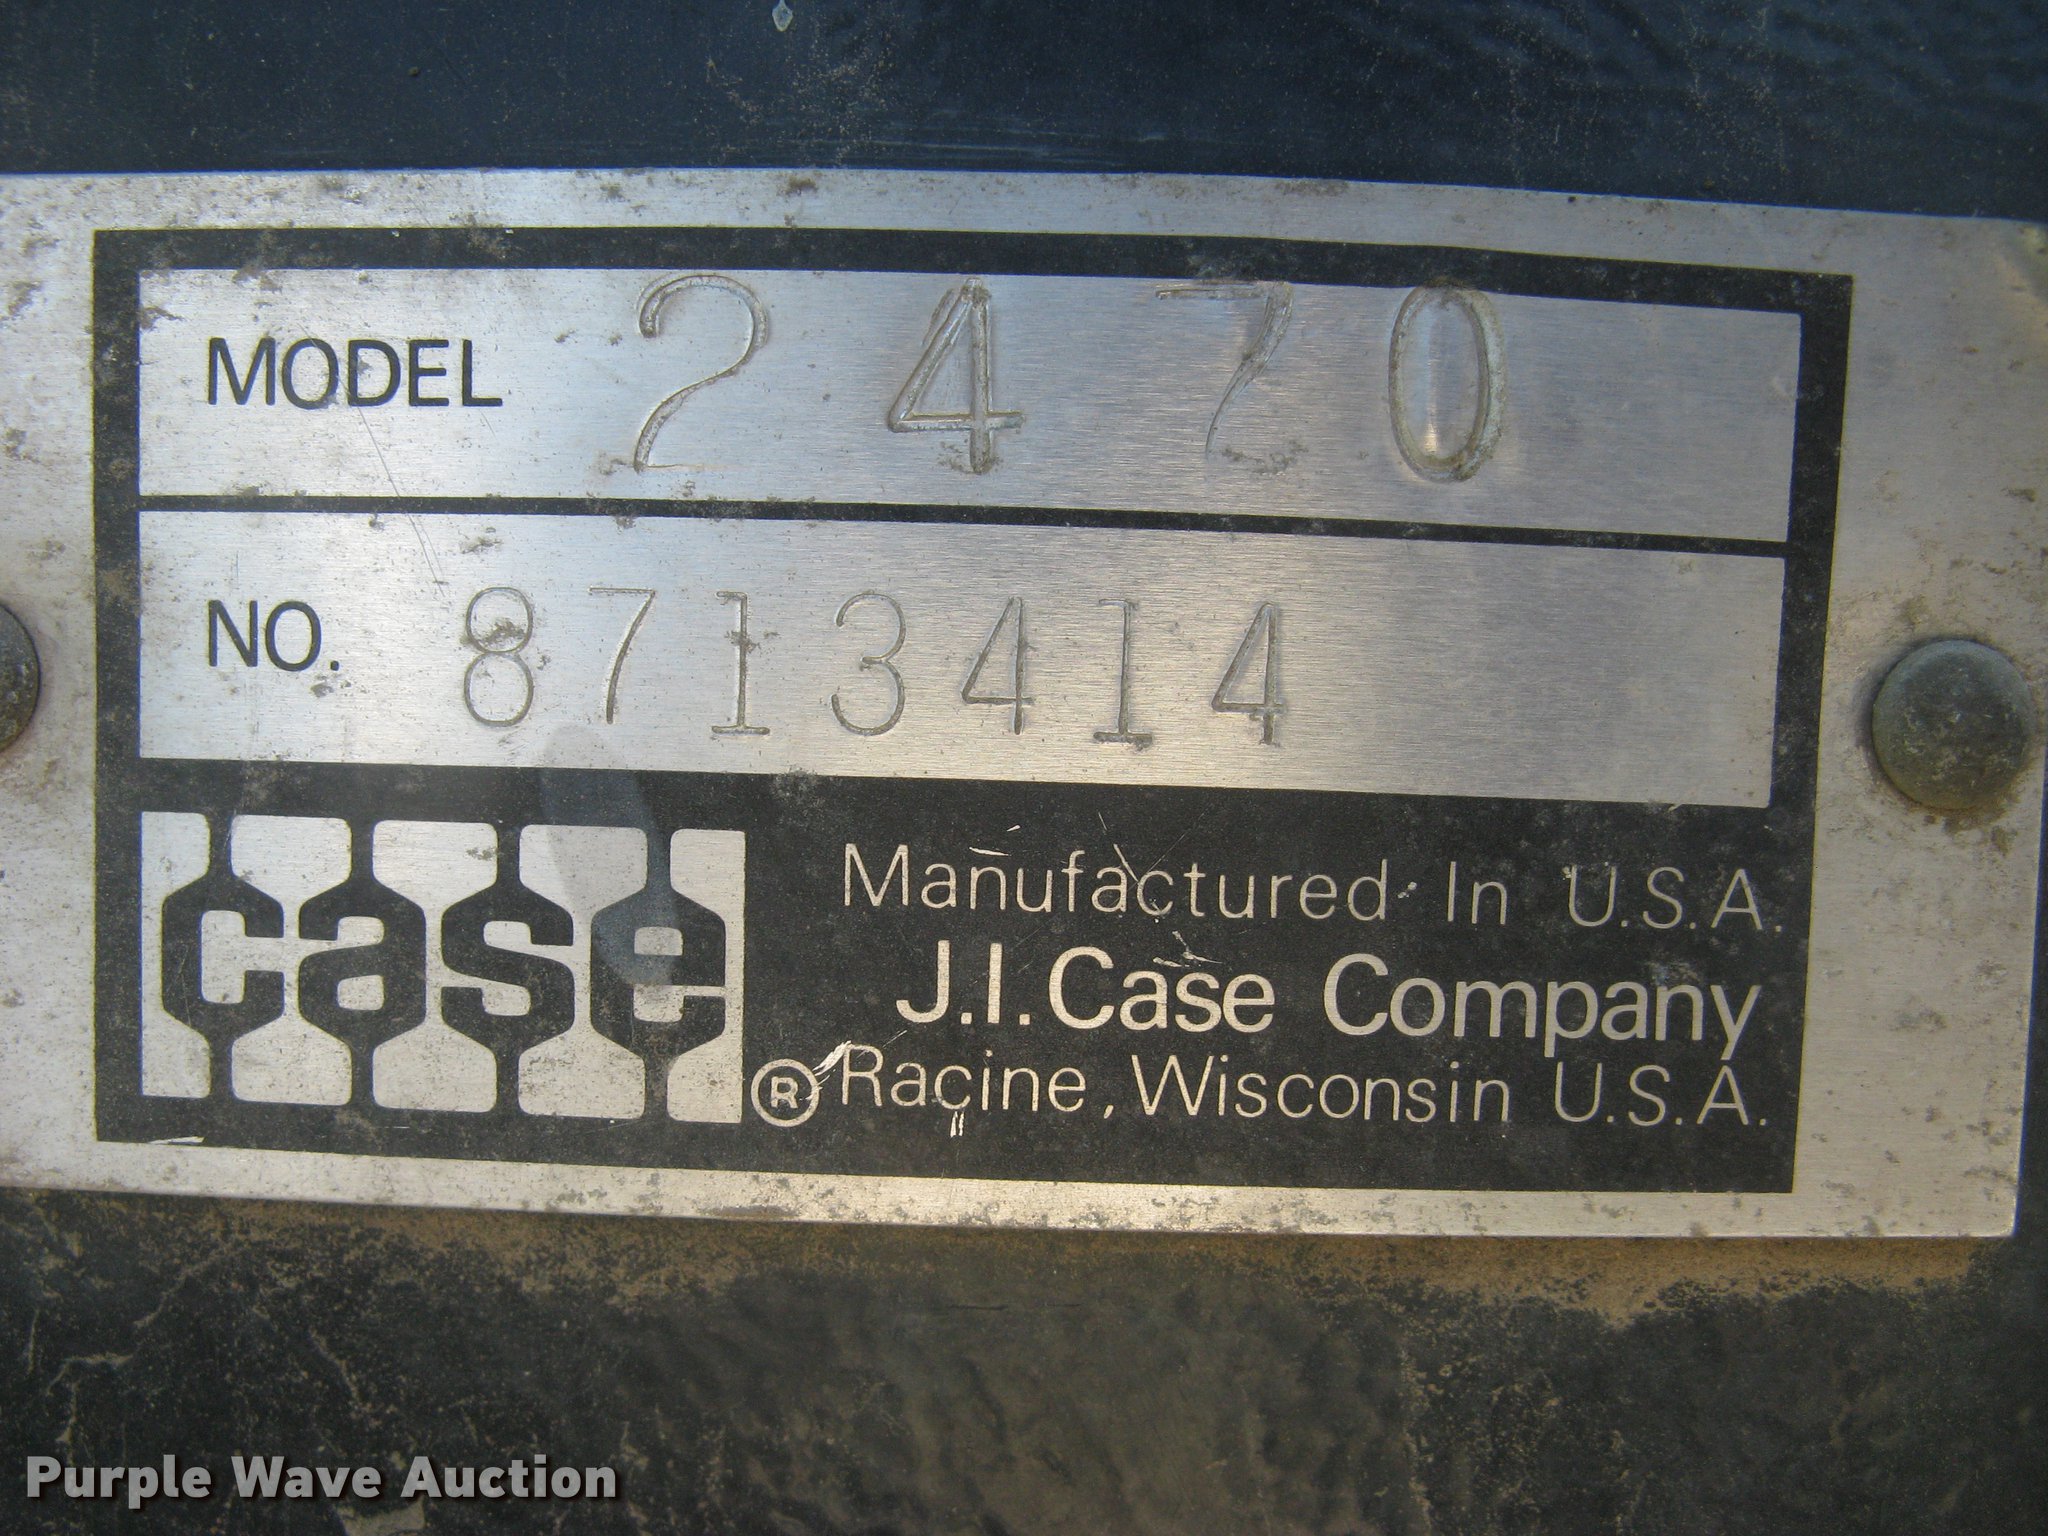 MODEL 2470
NO. 8713414
case
Manufactured In U.S.A.
J.I.Case Company
® Racine, Wisconsin U.S.A.
Purple Wave Auction